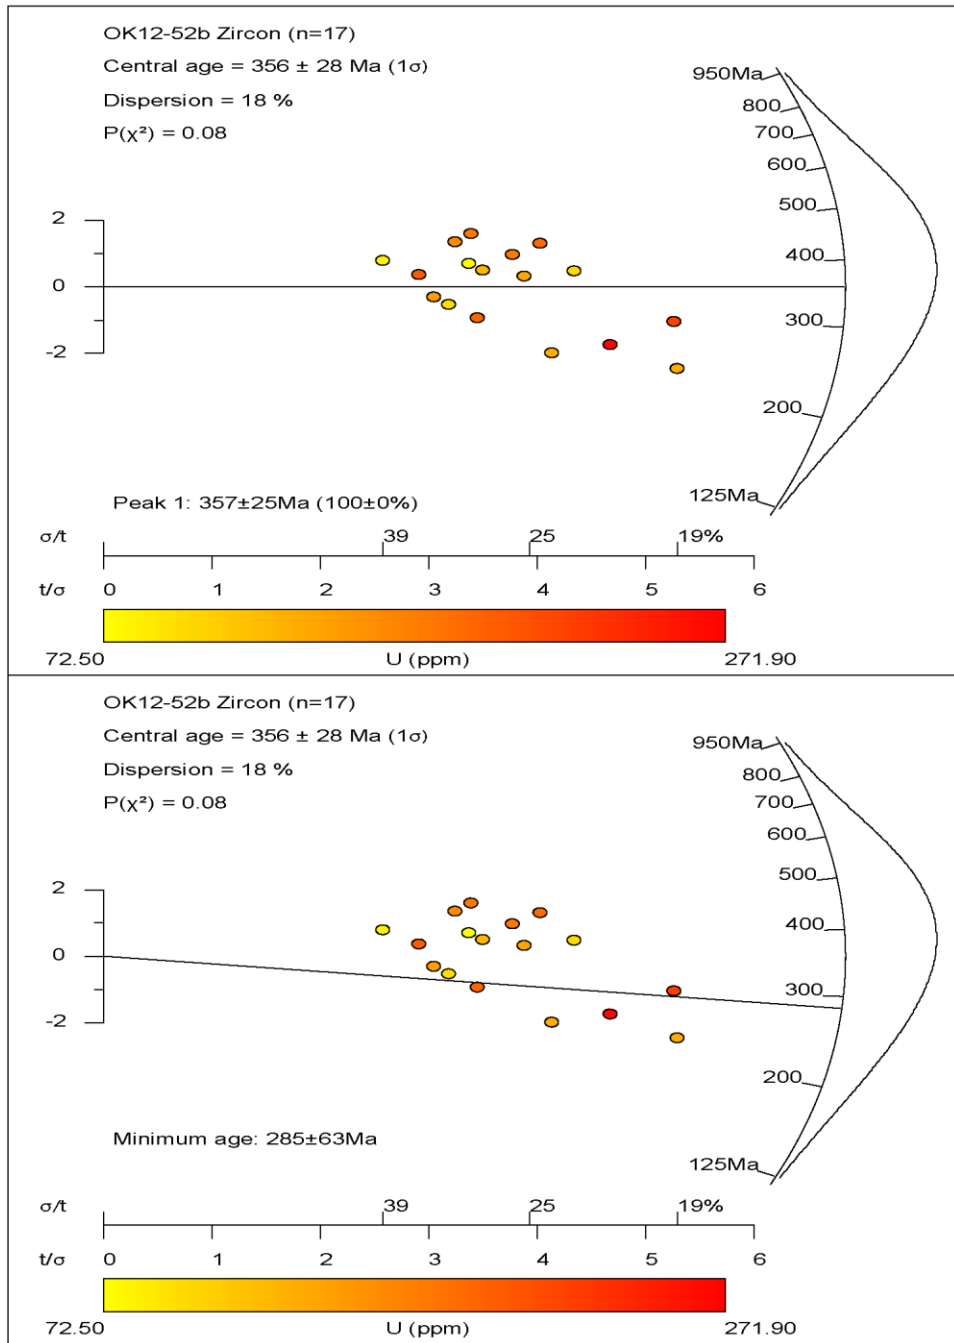 OK12-52b Zircon (n=17)
Central age = 356 ± 28 Ma (1σ)
Dispersion = 18 %
P(χ²) = 0.08
950Ma
800
700
600
500
400
300
200
125Ma
2
0
-2
Peak 1: 357±25Ma (100±0%)
σ/t 39 25 19%
t/σ 0 1 2 3 4 5 6
72.50 U (ppm) 271.90
OK12-52b Zircon (n=17)
Central age = 356 ± 28 Ma (1σ)
Dispersion = 18 %
P(χ²) = 0.08
950Ma
800
700
600
500
400
300
200
125Ma
2
0
-2
Minimum age: 285±63Ma
σ/t 39 25 19%
t/σ 0 1 2 3 4 5 6
72.50 U (ppm) 271.90